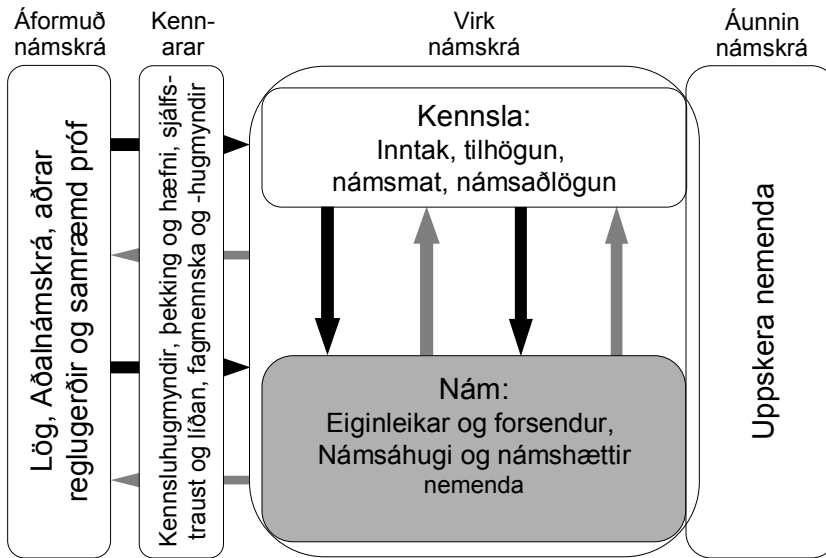 Áformuð
námskrá
Kenn-
arar
Virk
námskrá
Áunnin
námskrá
Lög, Aðalnámskrá, aðrar
reglugerðir og samræmd próf
Kennsluhugmyndir, þekking og hæfni, sjálfs-
traust og líðan, fagmennska og -hugmyndir
Kennsla:
Inntak, tilhögun,
námsmat, námsaðlögun
Nám:
Eiginleikar og forsendur,
Námsáhugi og námshættir
nemenda
Uppskera nemenda